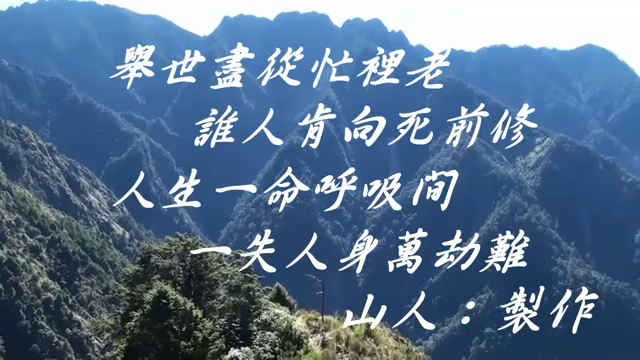 舉世盡從忙裡老
誰人肯向死前修
人生一命呼吸間
一失人身萬劫難
山人：製作